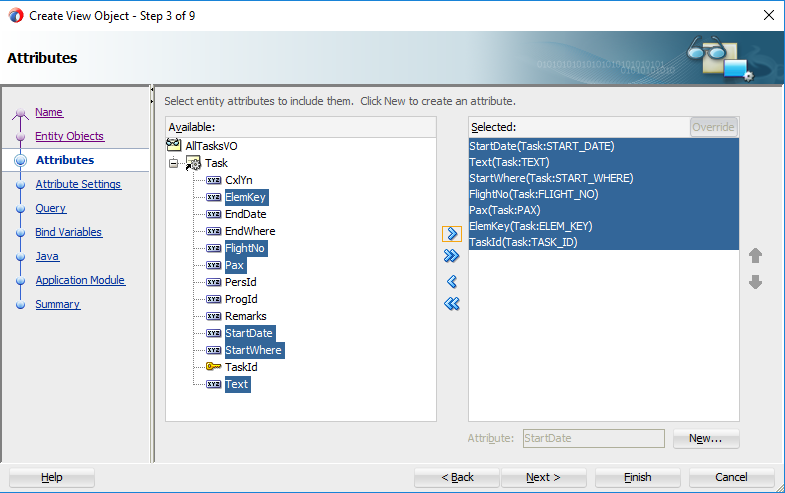 Create View Object - Step 3 of 9
Attributes
Name
Entity Objects
Attributes
Attribute Settings
Query
Bind Variables
Java
Application Module
Summary
Select entity attributes to include them. Click New to create an attribute.
Available:
AllTasksVO
Task
CxlYn
ElemKey
EndDate
EndWhere
FlightNo
Pax
PersId
ProgId
Remarks
StartDate
StartWhere
TaskId
Text
Selected:
Override
StartDate(Task:START_DATE)
Text(Task:TEXT)
StartWhere(Task:START_WHERE)
FlightNo(Task:FLIGHT_NO)
Pax(Task:PAX)
ElemKey(Task:ELEM_KEY)
TaskId(Task:TASK_ID)
Attribute: StartDate
New...
Help
< Back
Next >
Finish
Cancel